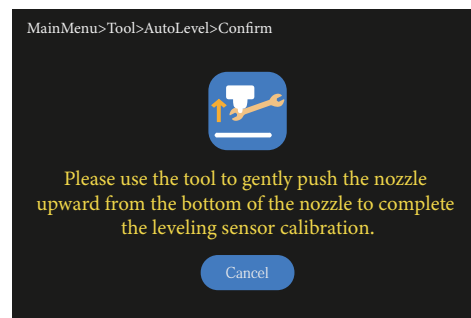 MainMenu>Tool>AutoLevel>Confirm
Please use the tool to gently push the nozzle
upward from the bottom of the nozzle to complete
the leveling sensor calibration.
Cancel